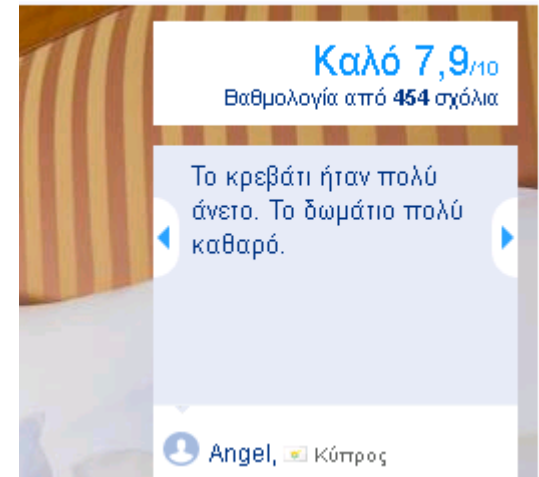 Καλό 7,9/10
Βαθμολογία από 454 σχόλια
Το κρεβάτι ήταν πολύ
άνετο. Το δωμάτιο πολύ
καθαρό.
Angel, Κύπρος